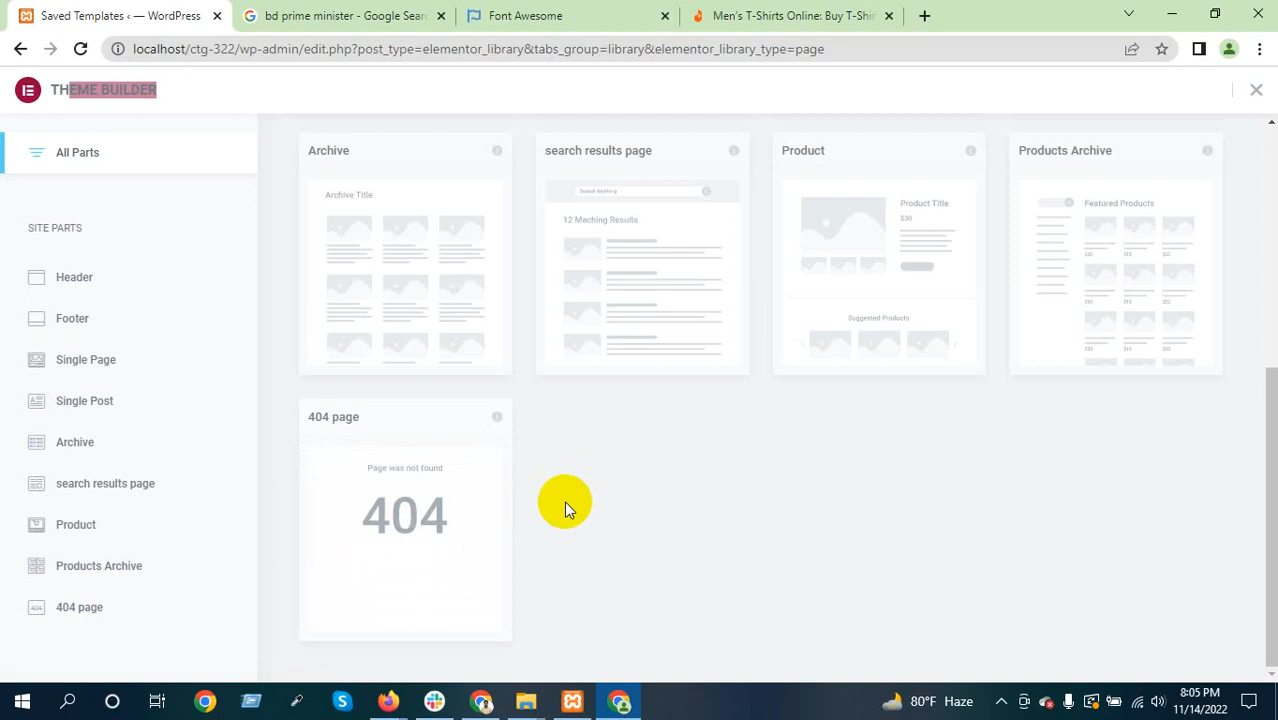 Saved Templates ‹ — WordPress
bd prime minister - Google Sear
Font Awesome
Men's T-Shirts Online: Buy T-Shir
localhost/ctg-322/wp-admin/edit.php?post_type=elementor_library&tabs_group=library&elementor_library_type=page
THEME BUILDER
All Parts
SITE PARTS
Header
Footer
Single Page
Single Post
Archive
search results page
Product
Products Archive
404 page
Archive
Archive Title
search results page
Search Anything
12 Maching Results
Product
Product Title
$30
Suggested Products
Products Archive
Featured Products
404 page
Page was not found
404
80°F Haze
8:05 PM
11/14/2022